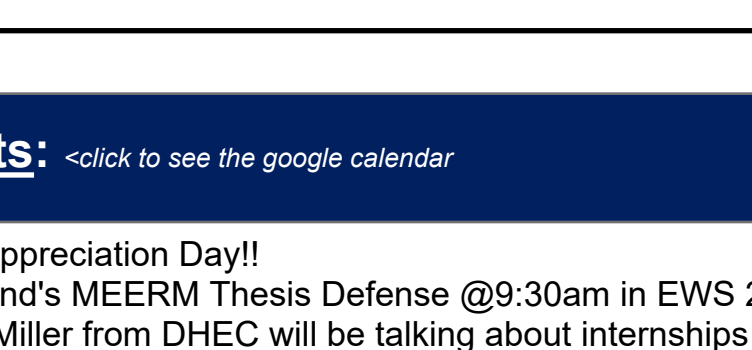 ts: <click to see the google calendar
ppreciation Day!!
nd's MEERM Thesis Defense @9:30am in EWS 2
Miller from DHEC will be talking about internships